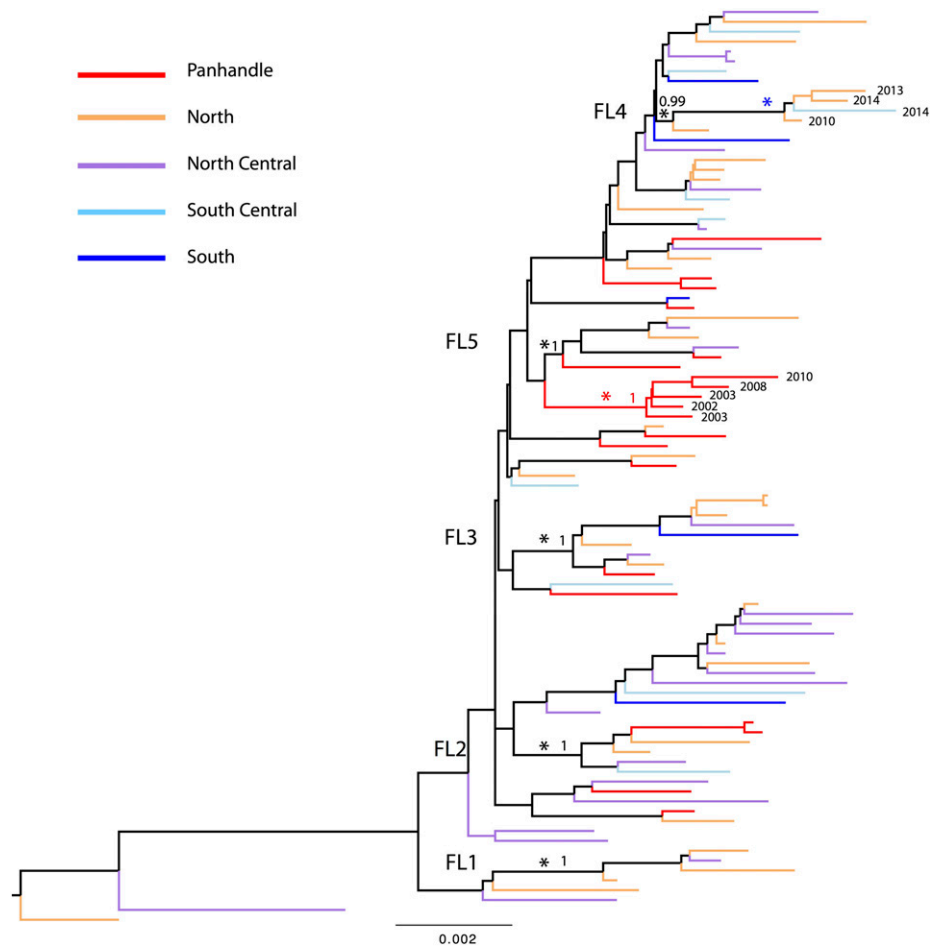 Panhandle
North
North Central
South Central
South
FL4
0.99
*
*
2013
2014
2014
2010
FL5
*1
* 1
2010
2008
2003
2002
2003
FL3
* 1
FL2
* 1
FL1
* 1
0.002